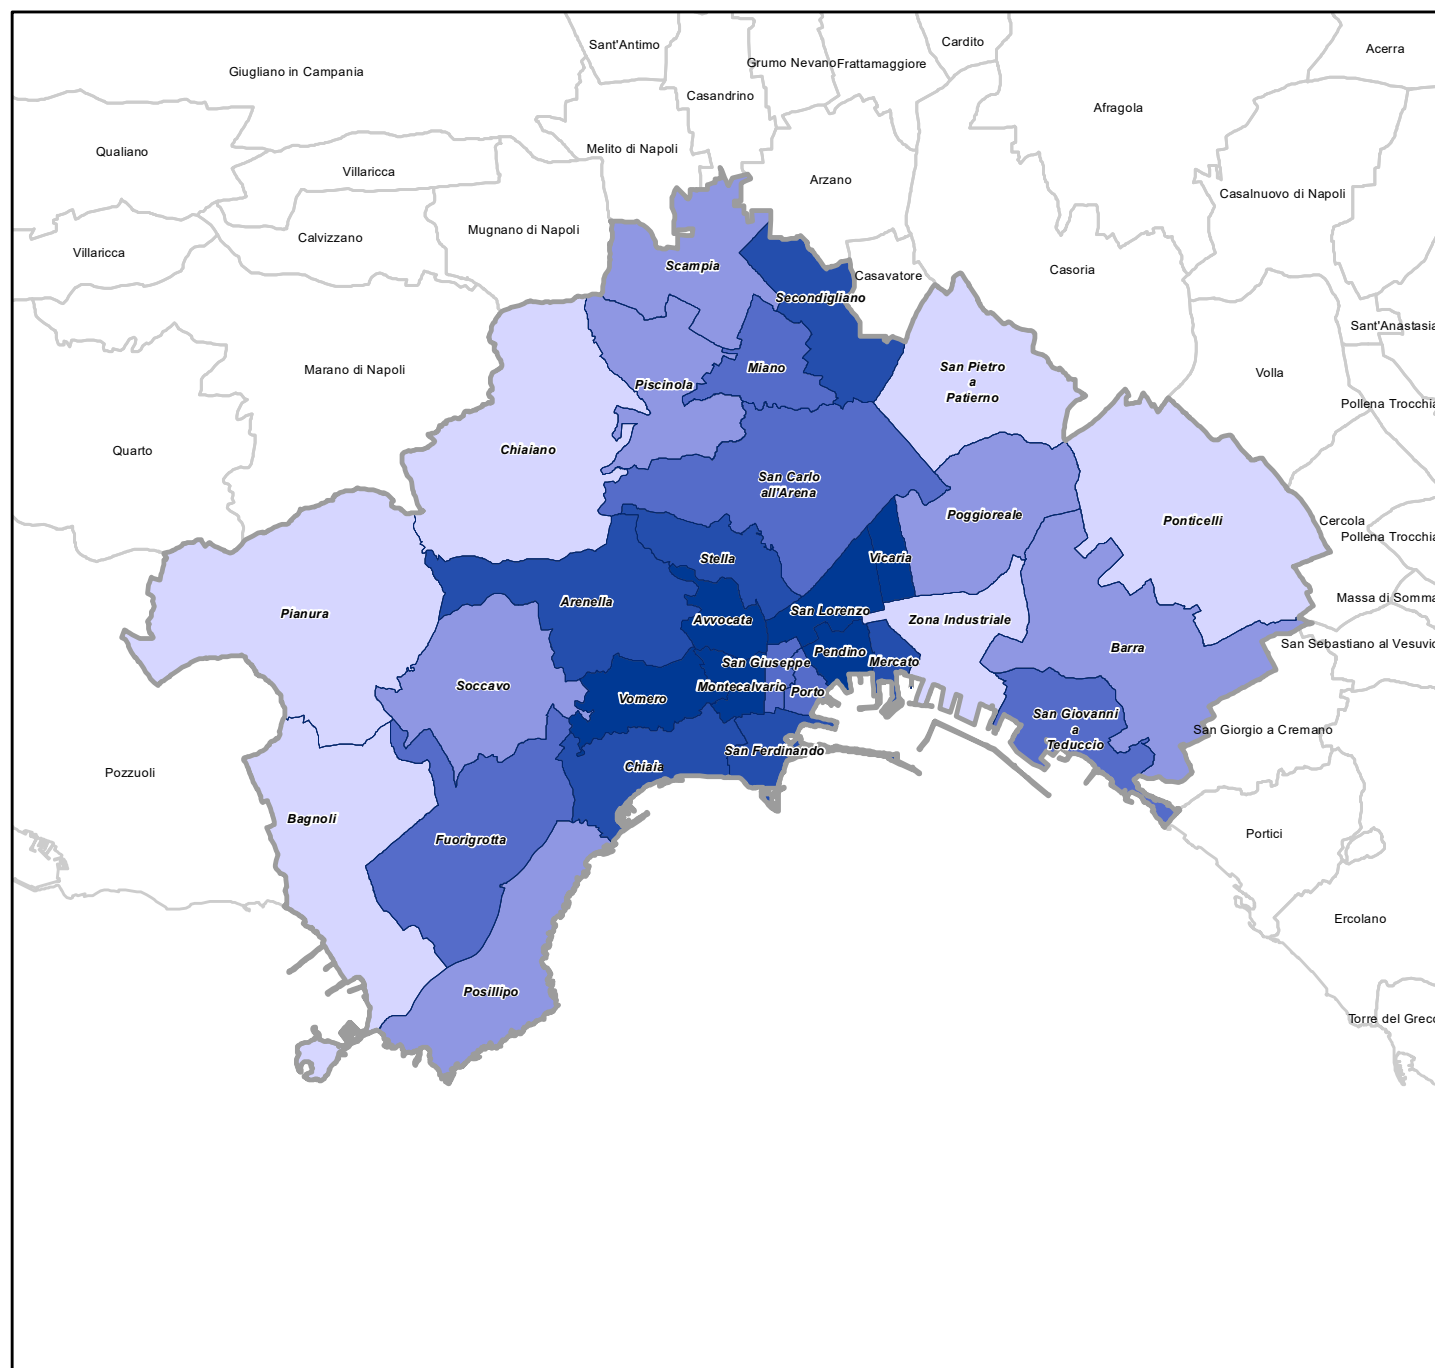 Sant'Antimo
Cardito
Acerra
Giugliano in Campania
Grumo Nevano
Frattamaggiore
Casandrino
Afragola
Qualiano
Melito di Napoli
Villaricca
Arzano
Casalnuovo di Napoli
Mugnano di Napoli
Calvizzano
Villaricca
Scampia
Casavatore
Casoria
Secondigliano
Sant'Anastasia
Marano di Napoli
Miano
San Pietro
a
Patierno
Volla
Piscinola
Pollena Trocchia
Quarto
Chiaiano
San Carlo
all'Arena
Poggioreale
Ponticelli
Cercola
Pollena Trocchia
Stella
Vicaria
Arenella
Massa di Somma
Pianura
San Lorenzo
Avvocata
Zona Industriale
San Sebastiano al Vesuvio
Barra
Pendino
San Giuseppe
Mercato
Soccavo
Montecalvario
Porto
Vomero
San Giovanni
a
Teduccio
San Giorgio a Cremano
San Ferdinando
Pozzuoli
Chiaia
Bagnoli
Portici
Fuorigrotta
Ercolano
Posillipo
Torre del Greco